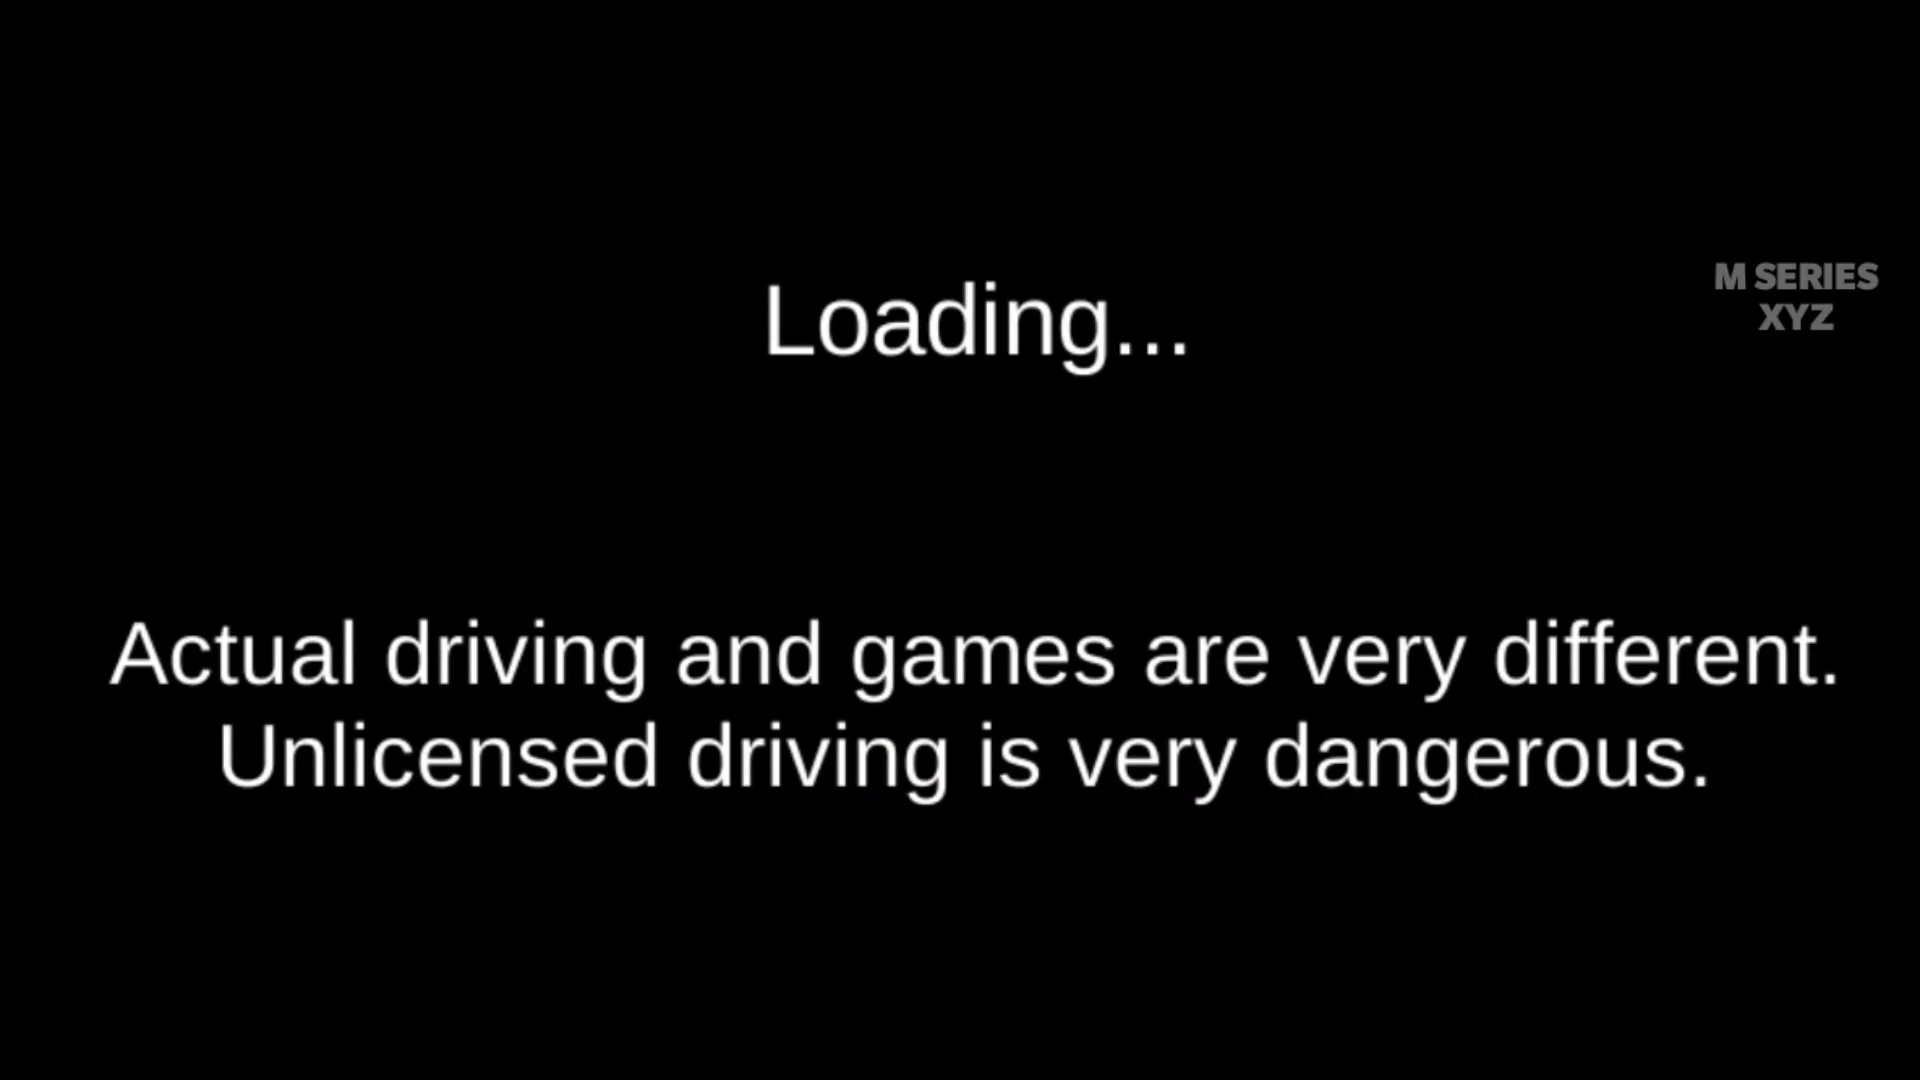 Loading...
M SERIES
XYZ
Actual driving and games are very different.
Unlicensed driving is very dangerous.